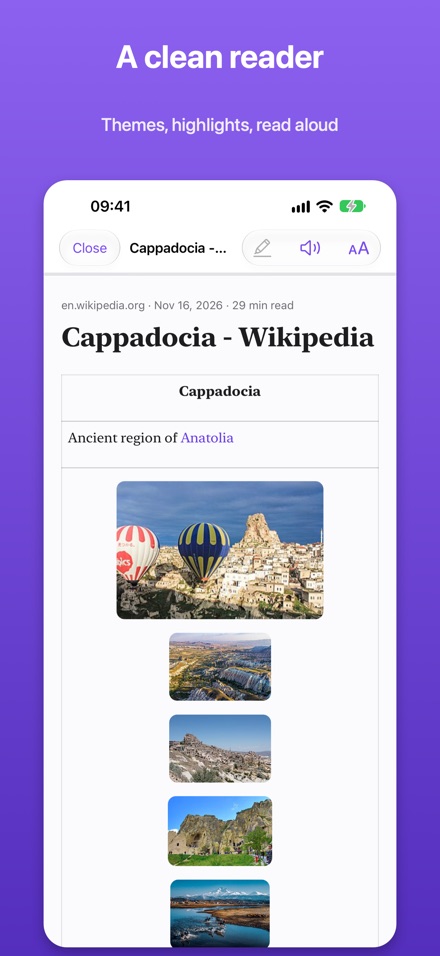 A clean reader
Themes, highlights, read aloud
09:41
Close
Cappadocia -...
AA
en.wikipedia.org · Nov 16, 2026 · 29 min read
Cappadocia - Wikipedia
Cappadocia
Ancient region of Anatolia